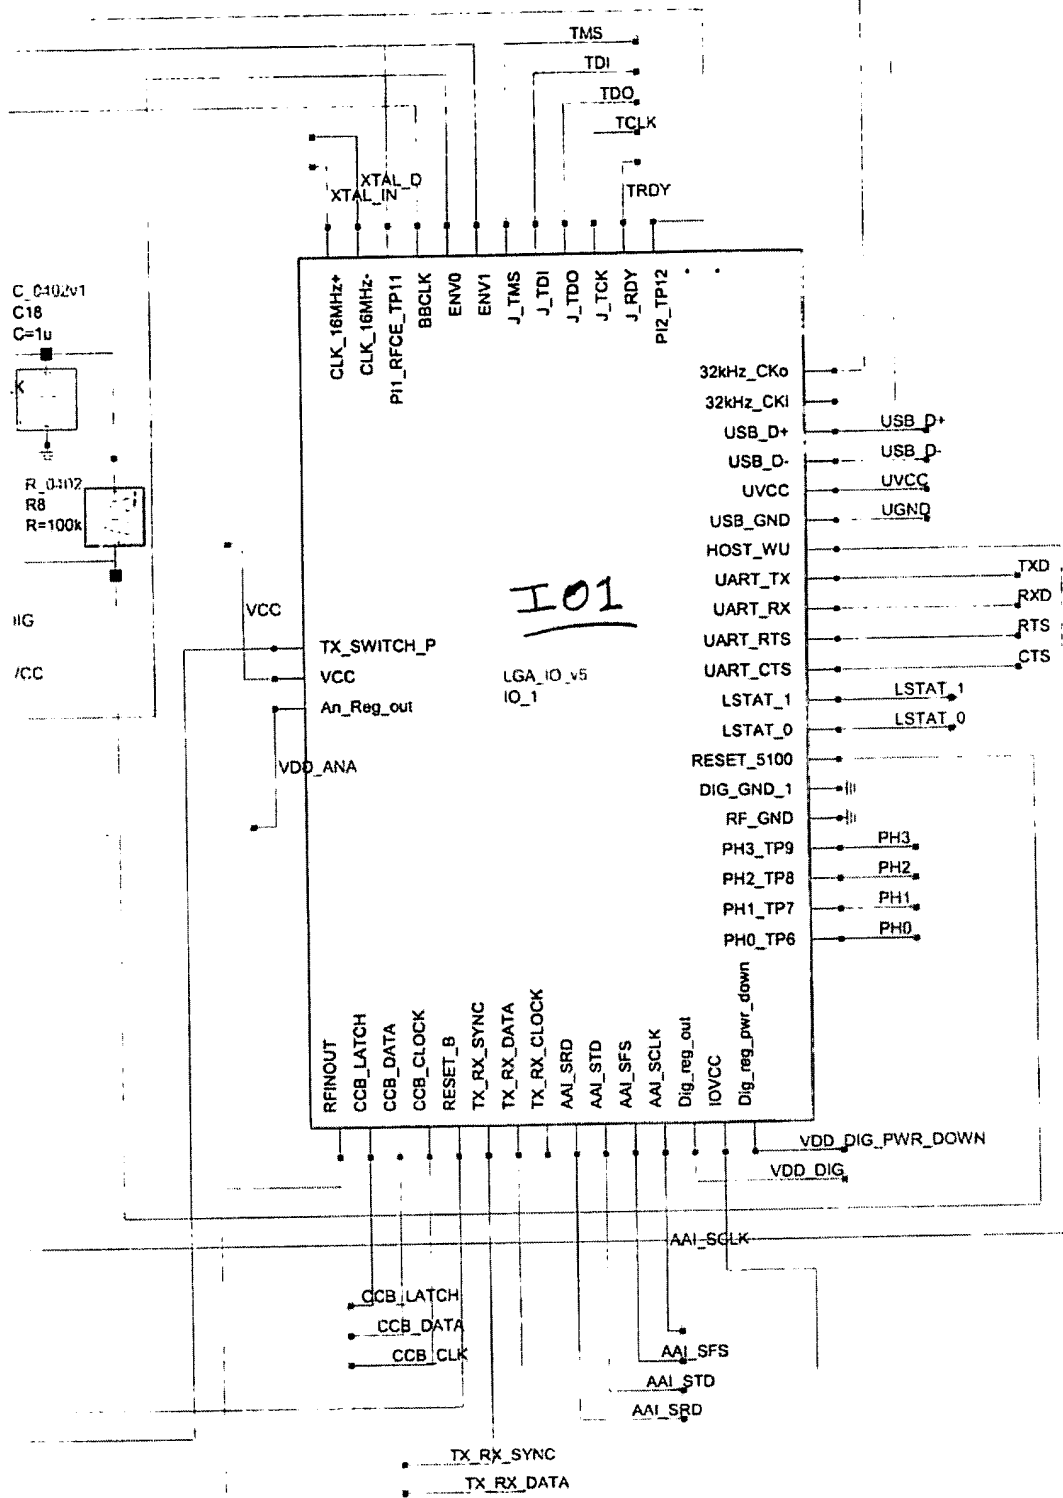 TMS
TDI
TDO
TCLK
TRDY
XTAL_O
XTAL_IN
CLK_16MHz+
CLK_16MHz-
PI1_RFCE_TP11
BBCLK
ENV0
ENV1
J_TMS
J_TDI
J_TDO
J_TCK
J_RDY
PI2_TP12
C_0402v1
C18
C=1u
K
R_0402
R8
R=100k
VCC
TX_SWITCH_P
VCC
An_Reg_out
VDD_ANA
IO1
LGA_IO_v5
IO_1
32kHz_CKo
32kHz_CKI
USB_D+ USB_D+
USB_D- USB_D-
UVCC UVCC
USB_GND UGND
HOST_WU
UART_TX TXD
UART_RX RXD
UART_RTS RTS
UART_CTS CTS
LSTAT_1 LSTAT_1
LSTAT_0 LSTAT_0
RESET_5100
DIG_GND_1
RF_GND
PH3_TP9 PH3
PH2_TP8 PH2
PH1_TP7 PH1
PH0_TP6 PH0
RFINOUT
CCB_LATCH
CCB_DATA
CCB_CLOCK
RESET_B
TX_RX_SYNC
TX_RX_DATA
TX_RX_CLOCK
AAI_SRD
AAI_STD
AAI_SFS
AAI_SCLK
Dig_reg_out
IOVCC
Dig_reg_pwr_down
VDD_DIG_PWR_DOWN
VDD_DIG
AAI_SCLK
CCB_LATCH
CCB_DATA
CCB_CLK
AAI_SFS
AAI_STD
AAI_SRD
TX_RX_SYNC
TX_RX_DATA